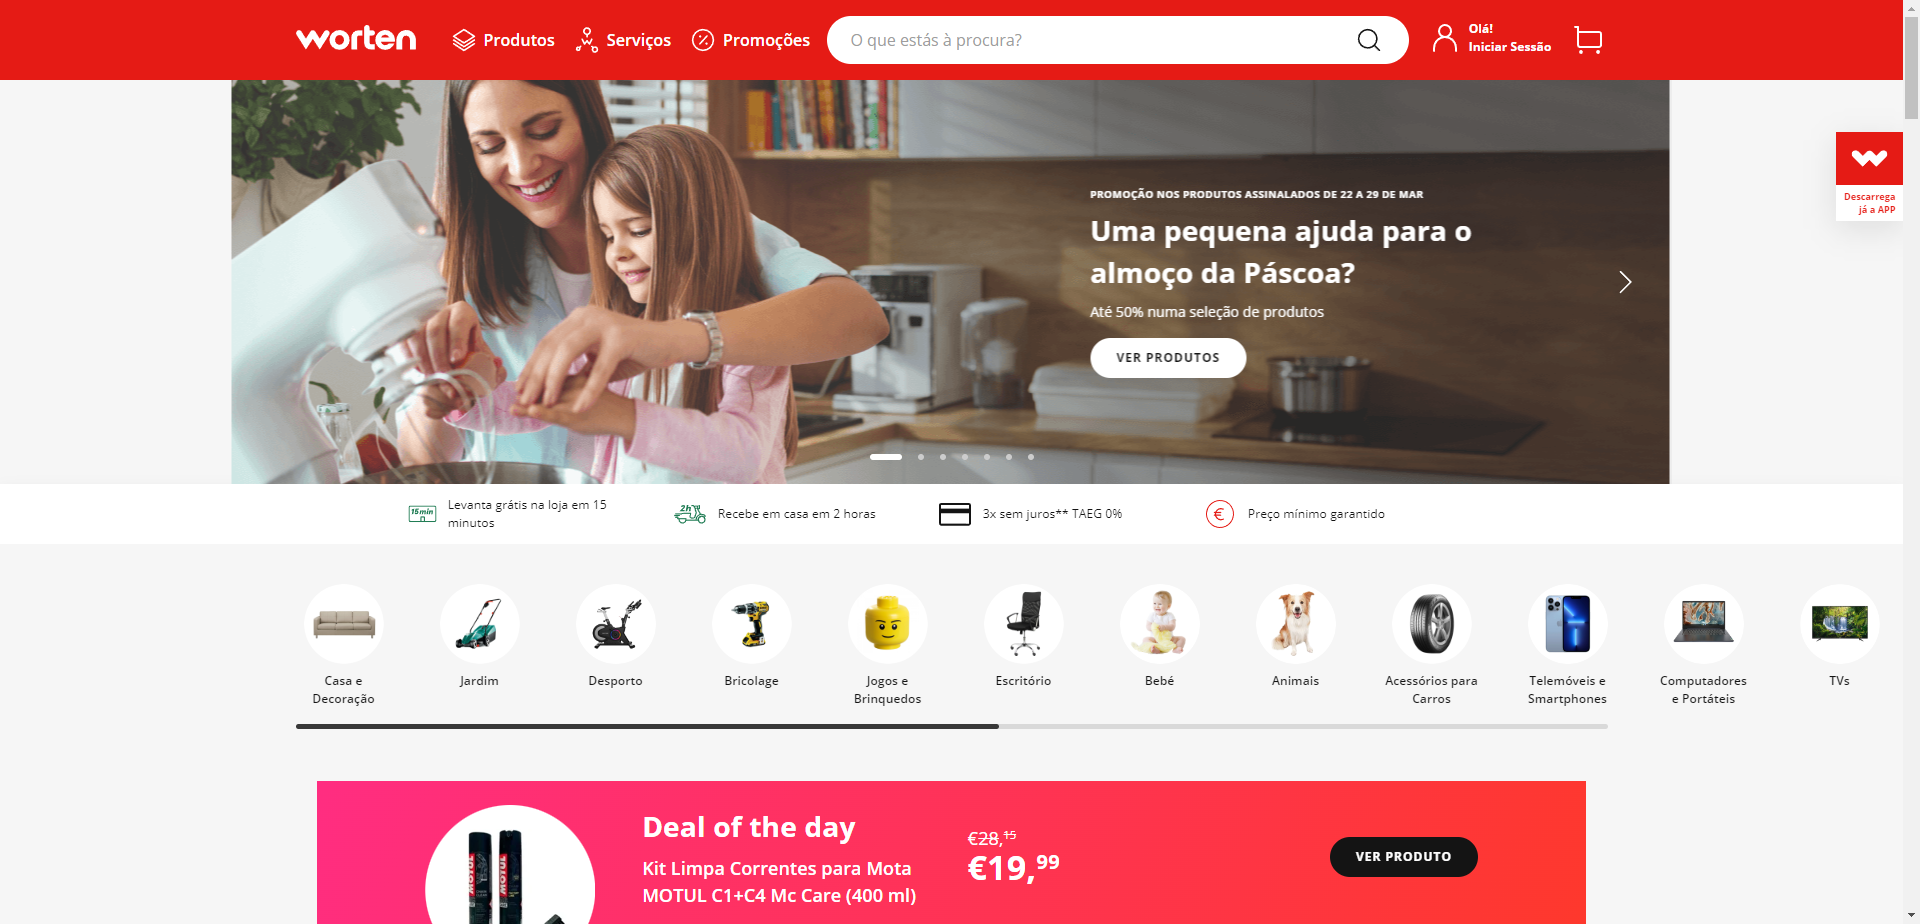 worten
Produtos
Serviços
Promoções
O que estás à procura?
Olá!
Iniciar Sessão
Descarrega
já a APP
PROMOÇÃO NOS PRODUTOS ASSINALADOS DE 22 A 29 DE MAR
Uma pequena ajuda para o
almoço da Páscoa?
Até 50% numa seleção de produtos
VER PRODUTOS
15min
Levanta grátis na loja em 15
minutos
2h
Recebe em casa em 2 horas
3x sem juros** TAEG 0%
€
Preço mínimo garantido
Casa e
Decoração
Jardim
Desporto
Bricolage
Jogos e
Brinquedos
Escritório
Bebé
Animais
Acessórios para
Carros
Telemóveis e
Smartphones
Computadores
e Portáteis
TVs
MOTUL
MOTUL
Deal of the day
Kit Limpa Correntes para Mota
MOTUL C1+C4 Mc Care (400 ml)
€28,15
€19,99
VER PRODUTO